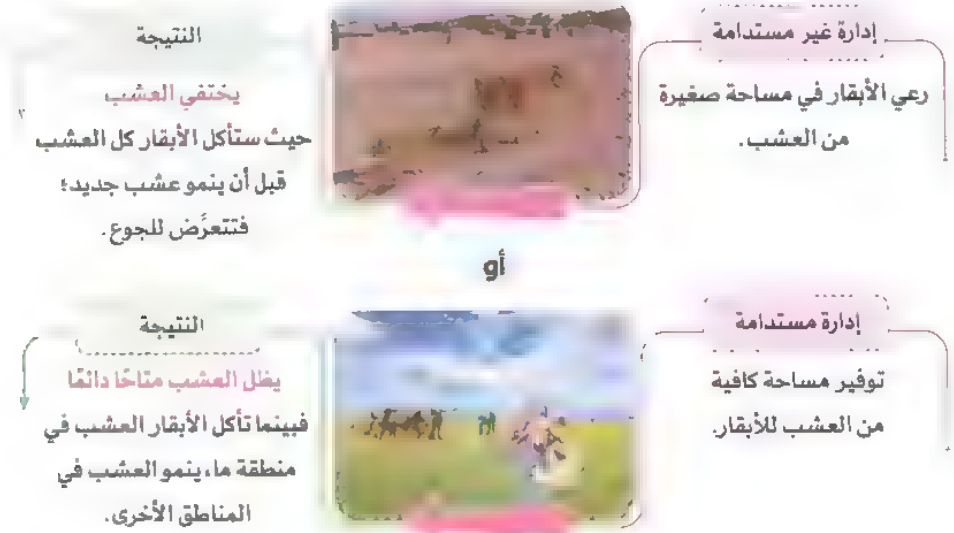 إدارة غير مستدامة
رعي الأبقار في مساحة صغيرة
من العشب.
النتيجة
يختفي العشب
حيث ستأكل الأبقار كل العشب
قبل أن ينمو عشب جديد؛
فتتعرَّض للجوع.
أو
إدارة مستدامة
توفير مساحة كافية
من العشب للأبقار.
النتيجة
يظل العشب متاحًا دائمًا
فبينما تأكل الأبقار العشب في
منطقة ما، ينمو العشب في
المناطق الأخرى.